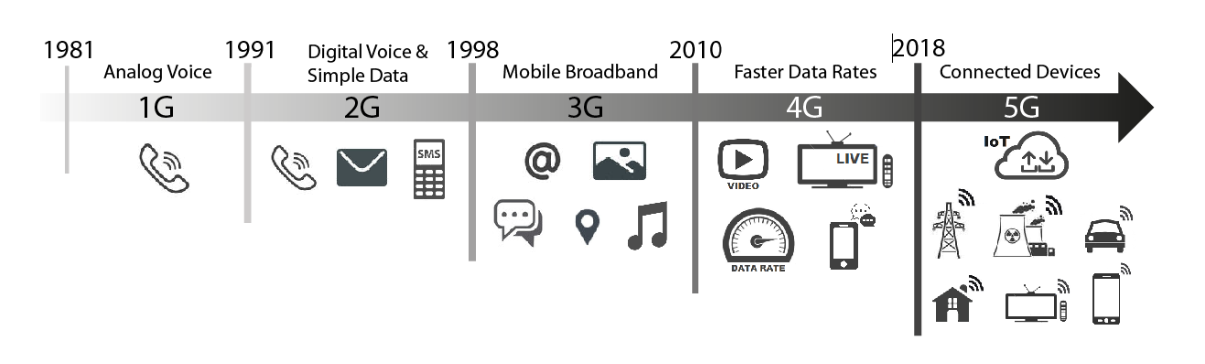 1981
1991
1998
2010
2018
Analog Voice
Digital Voice &
Simple Data
Mobile Broadband
Faster Data Rates
Connected Devices
1G
2G
3G
4G
5G
SMS
@
VIDEO
LIVE
DATA RATE
IoT